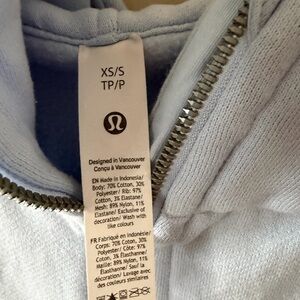 XS/S
TP/P
Designed in Vancouver
Conçu à Vancouver
EN Made in Indonesia/
Body: 70% Cotton, 30%
Polyester/ Rib: 97%
Cotton, 3% Elastane/
Mesh: 89% Nylon, 11%
Elastane/ Exclusive of
decoration/ Wash with
like colours
FR Fabriqué en Indonésie/
Corps: 70% Coton, 30%
Polyester/ Côte: 97%
Coton, 3% Élasthanne/
Maille: 89% Nylon, 11%
Élasthanne/ Sauf
décoration/ Lavage avec
des couleurs similaires